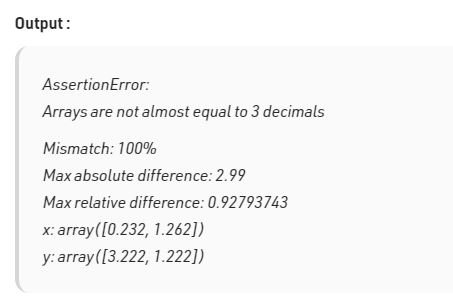 Output :
AssertionError:
Arrays are not almost equal to 3 decimals
Mismatch: 100%
Max absolute difference: 2.99
Max relative difference: 0.92793743
x: array([0.232, 1.262])
y: array([3.222, 1.222])